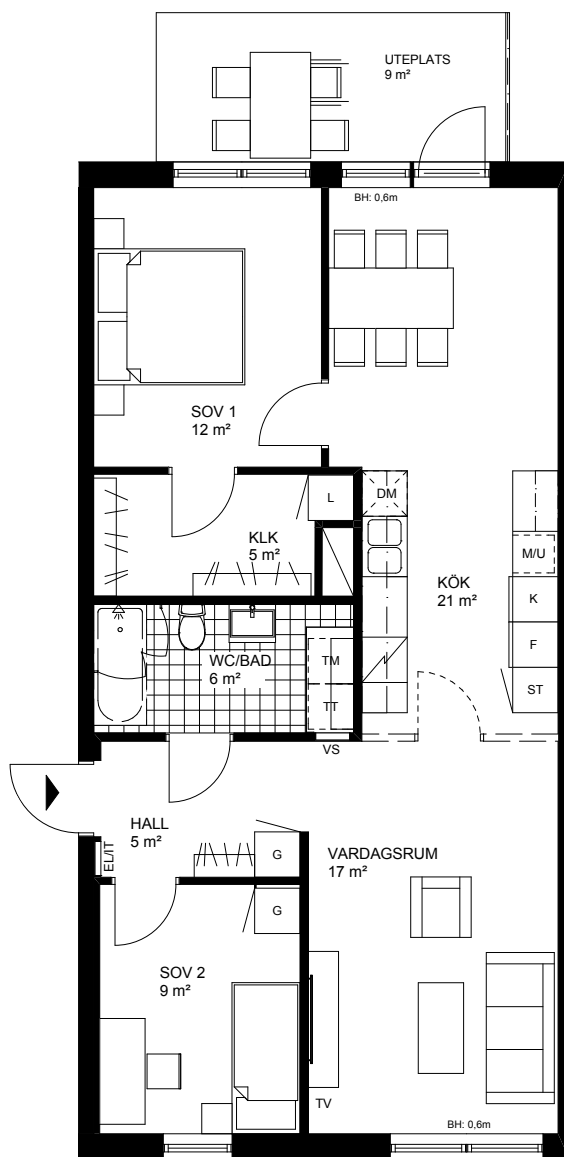 UTEPLATS
9 m²
BH: 0,6m
SOV 1
12 m²
L
DM
KLK
5 m²
M/U
KÖK
21 m²
K
F
WC/BAD
6 m²
TM
TT
ST
VS
HALL
5 m²
EL/IT
G
VARDAGSRUM
17 m²
G
SOV 2
9 m²
TV
BH: 0,6m